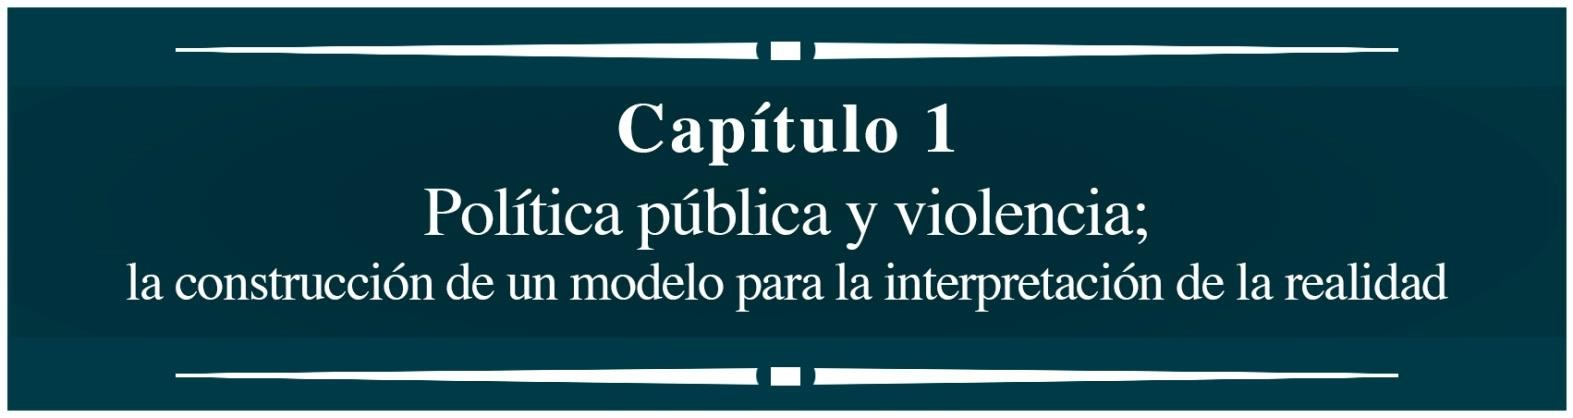 Capítulo 1
Política pública y violencia;
la construcción de un modelo para la interpretación de la realidad